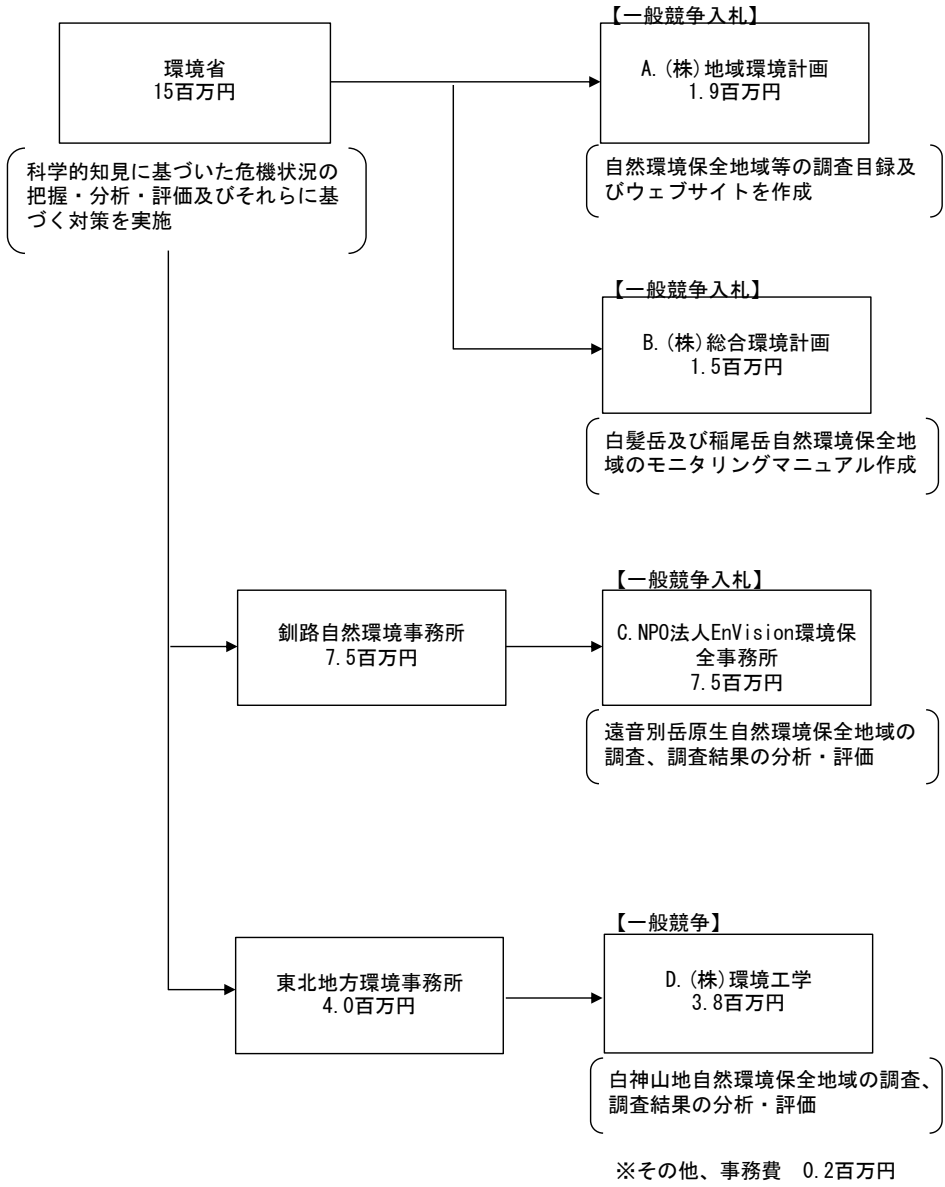 環境省
15百万円
科学的知見に基づいた危機状況の
把握・分析・評価及びそれらに基
づく対策を実施
【一般競争入札】
A.(株)地域環境計画
1.9百万円
自然環境保全地域等の調査目録及
びウェブサイトを作成
【一般競争入札】
B.(株)総合環境計画
1.5百万円
白髪岳及び稲尾岳自然環境保全地
域のモニタリングマニュアル作成
釧路自然環境事務所
7.5百万円
【一般競争入札】
C.NPO法人EnVision環境保
全事務所
7.5百万円
遠音別岳原生自然環境保全地域の
調査、調査結果の分析・評価
東北地方環境事務所
4.0百万円
【一般競争】
D.(株)環境工学
3.8百万円
白神山地自然環境保全地域の調査、
調査結果の分析・評価
※その他、事務費　0.2百万円